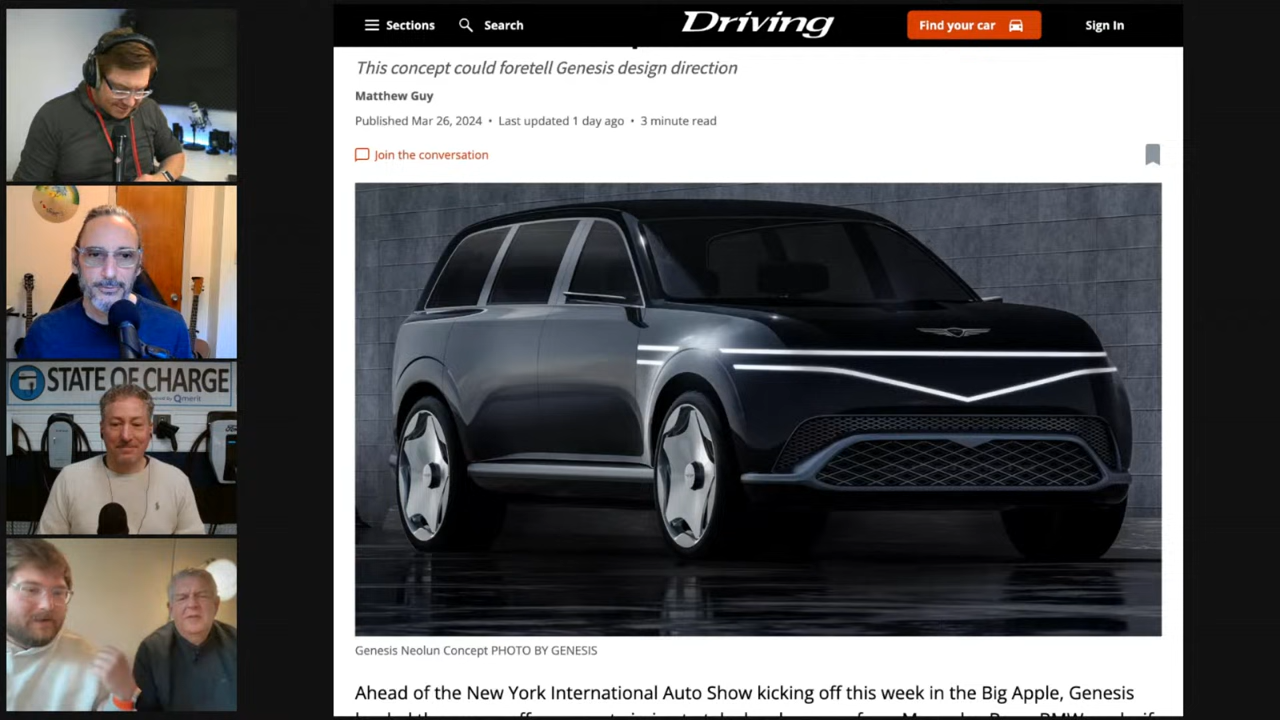 Sections
Search
Driving
Find your car
Sign In
This concept could foretell Genesis design direction
Matthew Guy
Published Mar 26, 2024 • Last updated 1 day ago • 3 minute read
Join the conversation
STATE OF CHARGE
Qmerit
Genesis Neolun Concept PHOTO BY GENESIS
Ahead of the New York International Auto Show kicking off this week in the Big Apple, Genesis